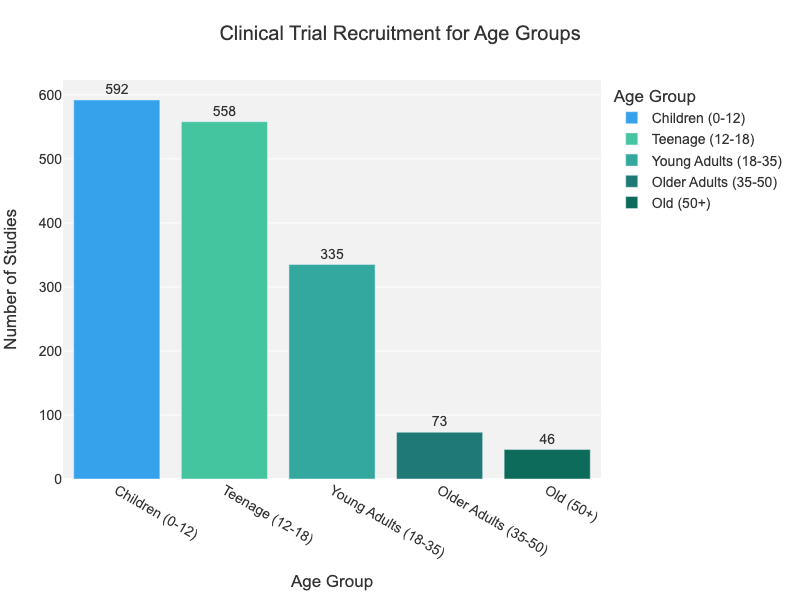 Clinical Trial Recruitment for Age Groups
Number of Studies
600
500
400
300
200
100
0
592
558
335
73
46
Children (0-12)
Teenage (12-18)
Young Adults (18-35)
Older Adults (35-50)
Old (50+)
Age Group
Age Group
Children (0-12)
Teenage (12-18)
Young Adults (18-35)
Older Adults (35-50)
Old (50+)